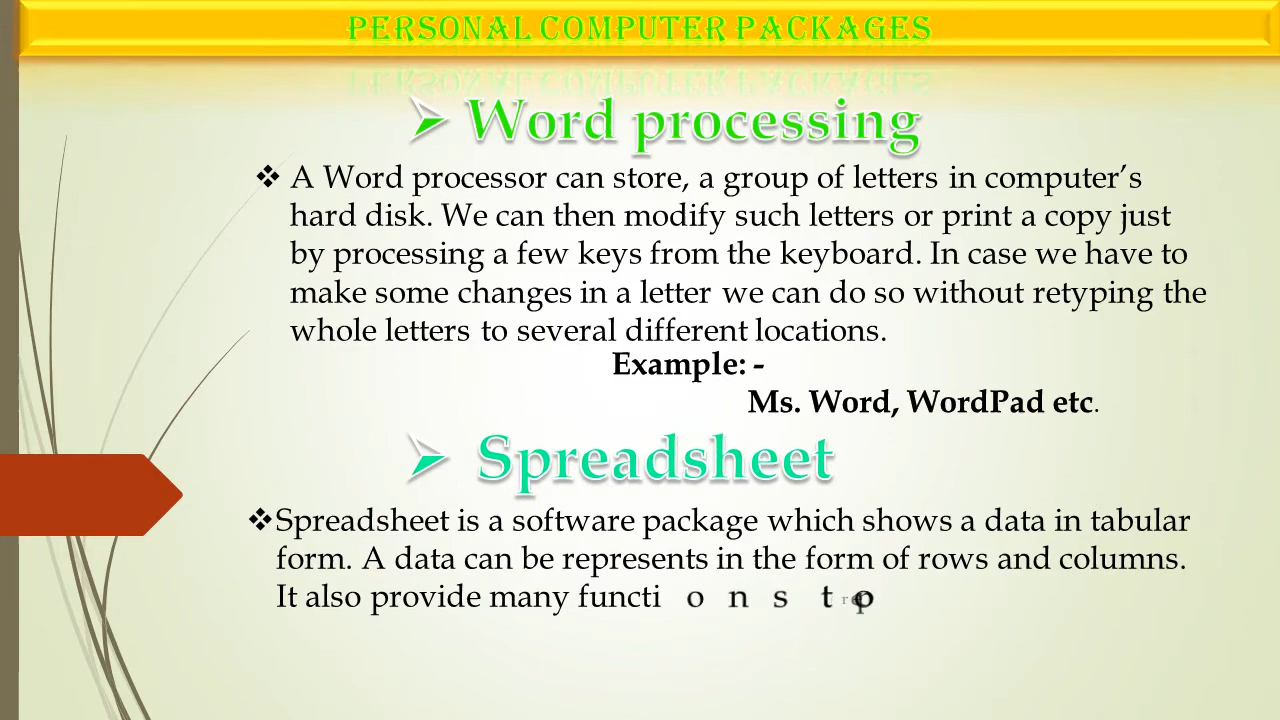 PERSONAL COMPUTER PACKAGES
➢ Word processing
❖ A Word processor can store, a group of letters in computer’s
hard disk. We can then modify such letters or print a copy just
by processing a few keys from the keyboard. In case we have to
make some changes in a letter we can do so without retyping the
whole letters to several different locations.
Example: -
Ms. Word, WordPad etc.
➢ Spreadsheet
❖Spreadsheet is a software package which shows a data in tabular
form. A data can be represents in the form of rows and columns.
It also provide many functions